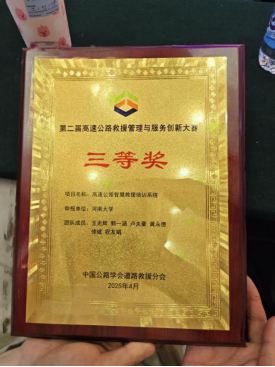 第二届高速公路救援管理与服务创新大赛
三等奖
项目名称：高速公路智慧救援培训系统
申报单位：河南大学
团队成员：
中国公路学会道路救援分会
2025年4月